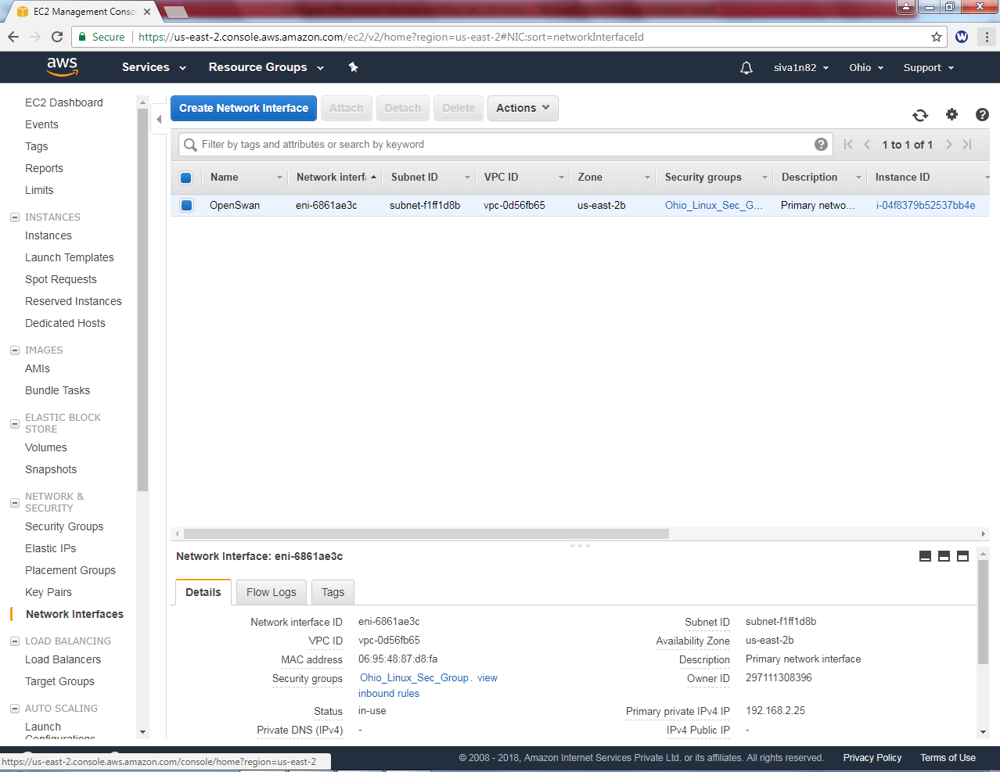 EC2 Management Conso
Secure
https://us-east-2.console.aws.amazon.com/ec2/v2/home?region=us-east-2#NIC:sort=networkInterfaceId
W
aws
Services
Resource Groups
siva1n82
Ohio
Support
EC2 Dashboard
Events
Tags
Reports
Limits
INSTANCES
Instances
Launch Templates
Spot Requests
Reserved Instances
Dedicated Hosts
IMAGES
AMIs
Bundle Tasks
ELASTIC BLOCK
STORE
Volumes
Snapshots
NETWORK &
SECURITY
Security Groups
Elastic IPs
Placement Groups
Key Pairs
Network Interfaces
LOAD BALANCING
Load Balancers
Target Groups
AUTO SCALING
Launch
Configurations
Create Network Interface
Attach
Detach
Delete
Actions
Filter by tags and attributes or search by keyword
1 to 1 of 1
Name Network interf Subnet ID VPC ID Zone Security groups Description Instance ID
OpenSwan eni-6861ae3c subnet-f1ff1d8b vpc-0d56fb65 us-east-2b Ohio_Linux_Sec_G... Primary netwo... i-04f8379b52537bb4e
Network Interface: eni-6861ae3c
Details
Flow Logs
Tags
Network interface ID eni-6861ae3c
Subnet ID subnet-f1ff1d8b
VPC ID vpc-0d56fb65
Availability Zone us-east-2b
MAC address 06:95:48:87:d8:fa
Description Primary network interface
Security groups Ohio_Linux_Sec_Group . view
inbound rules
Owner ID 297111308396
Status in-use
Primary private IPv4 IP 192.168.2.25
Private DNS (IPv4) -
IPv4 Public IP -
https://us-east-2.console.aws.amazon.com/console/home?region=us-east-2
© 2008 - 2018, Amazon Internet Services Private Ltd. or its affiliates. All rights reserved.
Privacy Policy
Terms of Use